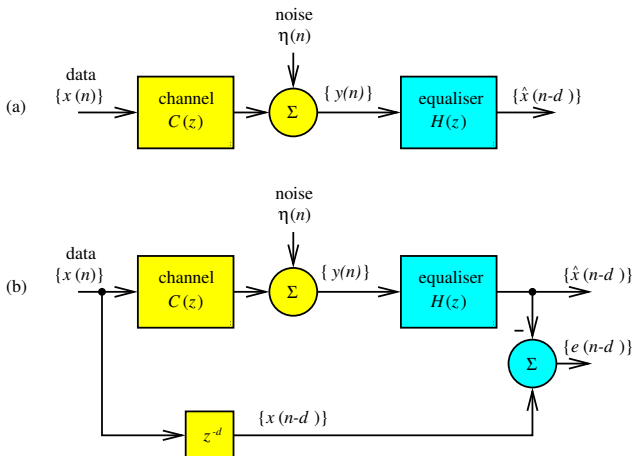 noise
η(n)
data
{x(n)}
(a)
channel
C(z)
Σ
{ y(n)}
equaliser
H(z)
{x̂(n-d )}
noise
η(n)
data
{x(n)}
(b)
channel
C(z)
Σ
{ y(n)}
equaliser
H(z)
{x̂(n-d )}
−
Σ
{e (n-d )}
z⁻ᵈ
{x(n-d )}